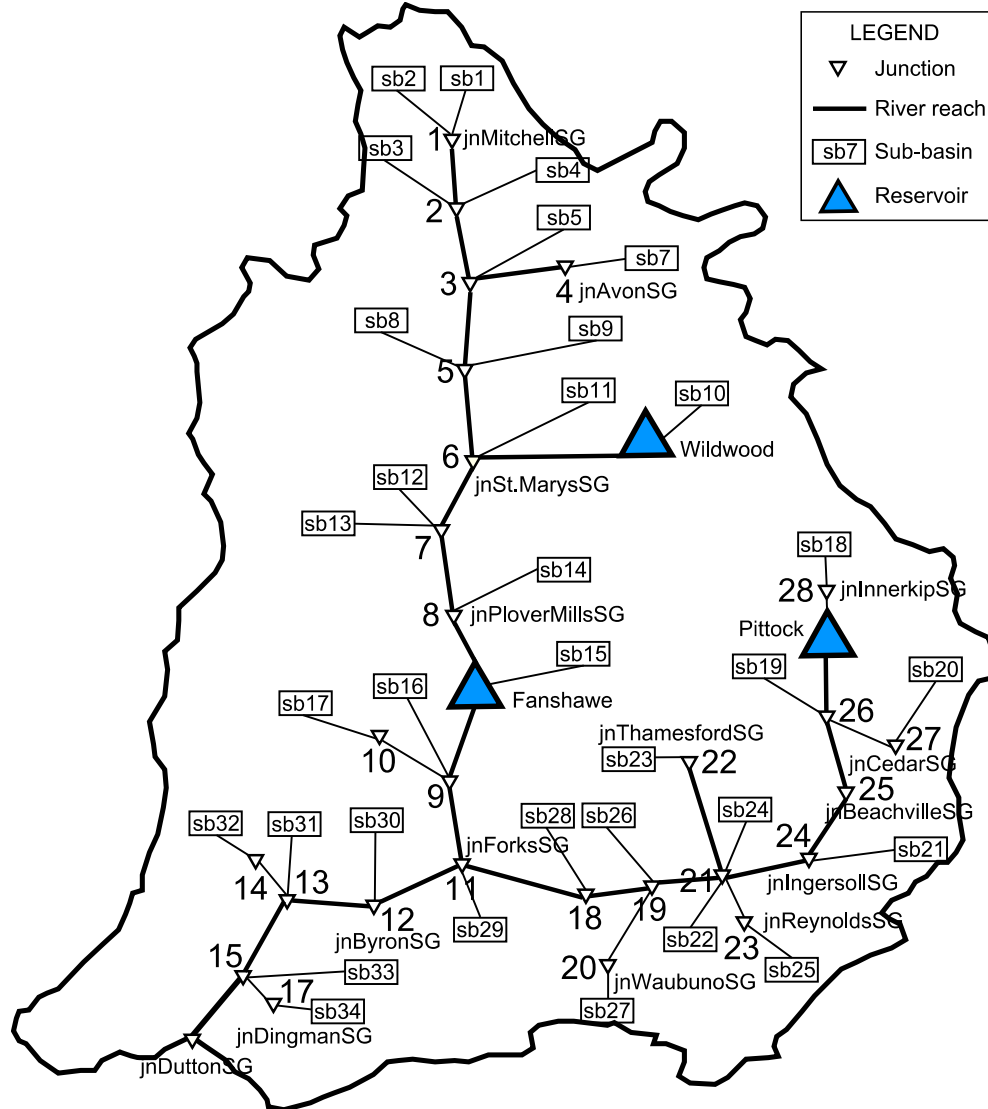 LEGEND
Junction
River reach
sb7 Sub-basin
Reservoir
sb2
sb1
1
jnMitchellSG
sb3
sb4
2
sb5
sb7
3
4
jnAvonSG
sb8
sb9
5
sb11
sb10
6
Wildwood
jnSt.MarysSG
sb12
sb13
7
sb18
sb14
28
jnInnerkipSG
8
jnPloverMillsSG
Pittock
sb15
sb19
sb20
sb16
sb17
Fanshawe
26
jnThamesfordSG
27
10
sb23
22
jnCedarSG
9
25
jnBeachvilleSG
sb28
sb26
sb24
sb32
sb31
sb30
24
jnForksSG
sb21
14
13
11
21
jnIngersollSG
12
18
19
jnReynoldsSG
jnByronSG
sb29
sb22
23
15
20
sb25
sb33
jnWaubunoSG
17
sb34
sb27
jnDingmanSG
jnDuttonSG